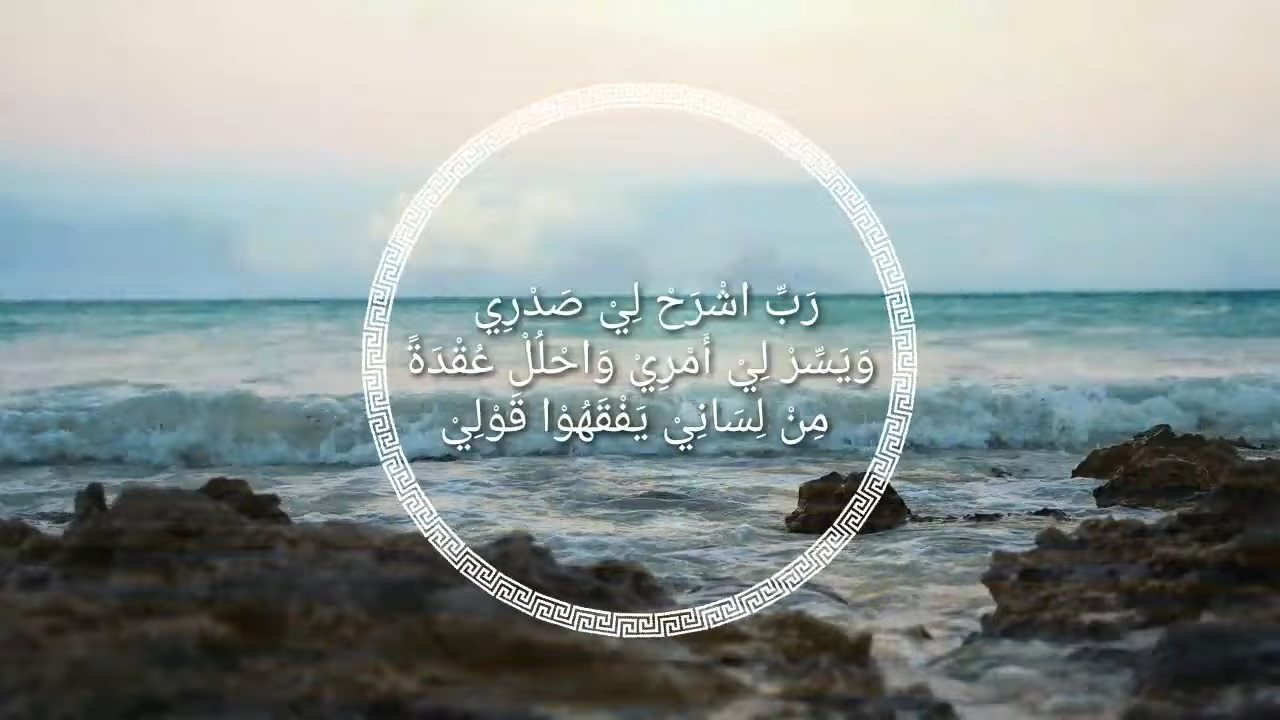 رَبِّ اشْرَحْ لِيْ صَدْرِي
وَيَسِّرْ لِيْ أَمْرِيْ وَاحْلُلْ عُقْدَةً
مِنْ لِسَانِيْ يَفْقَهُوْا قَوْلِيْ